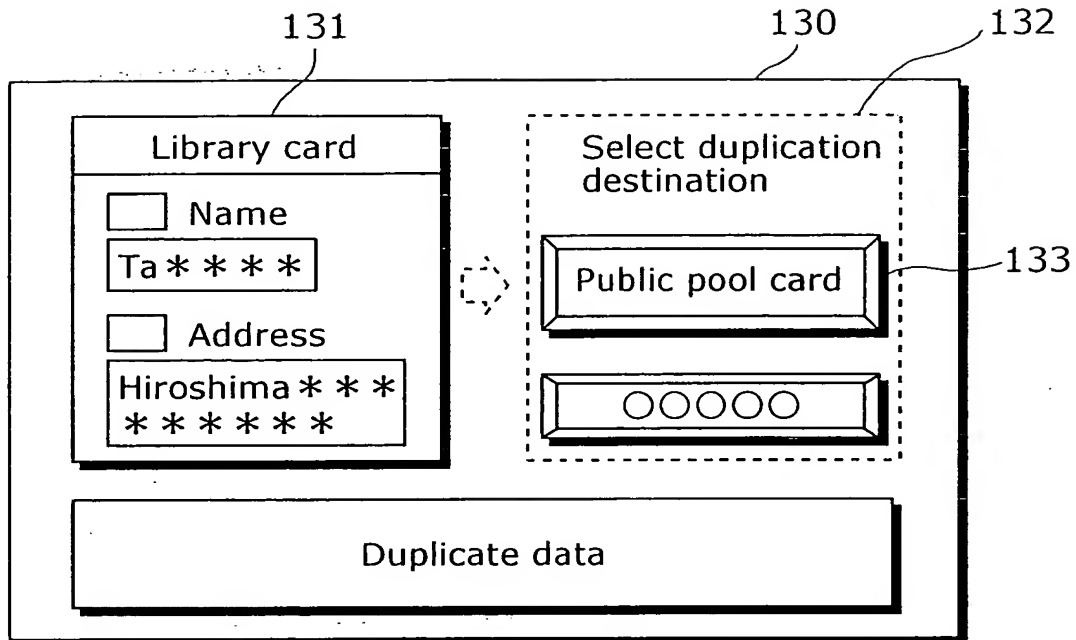 131
130
132
Library card
Name
Ta＊＊＊＊
Address
Hiroshima＊＊＊
＊＊＊＊＊＊
Select duplication
destination
Public pool card
133
○○○○○
Duplicate data